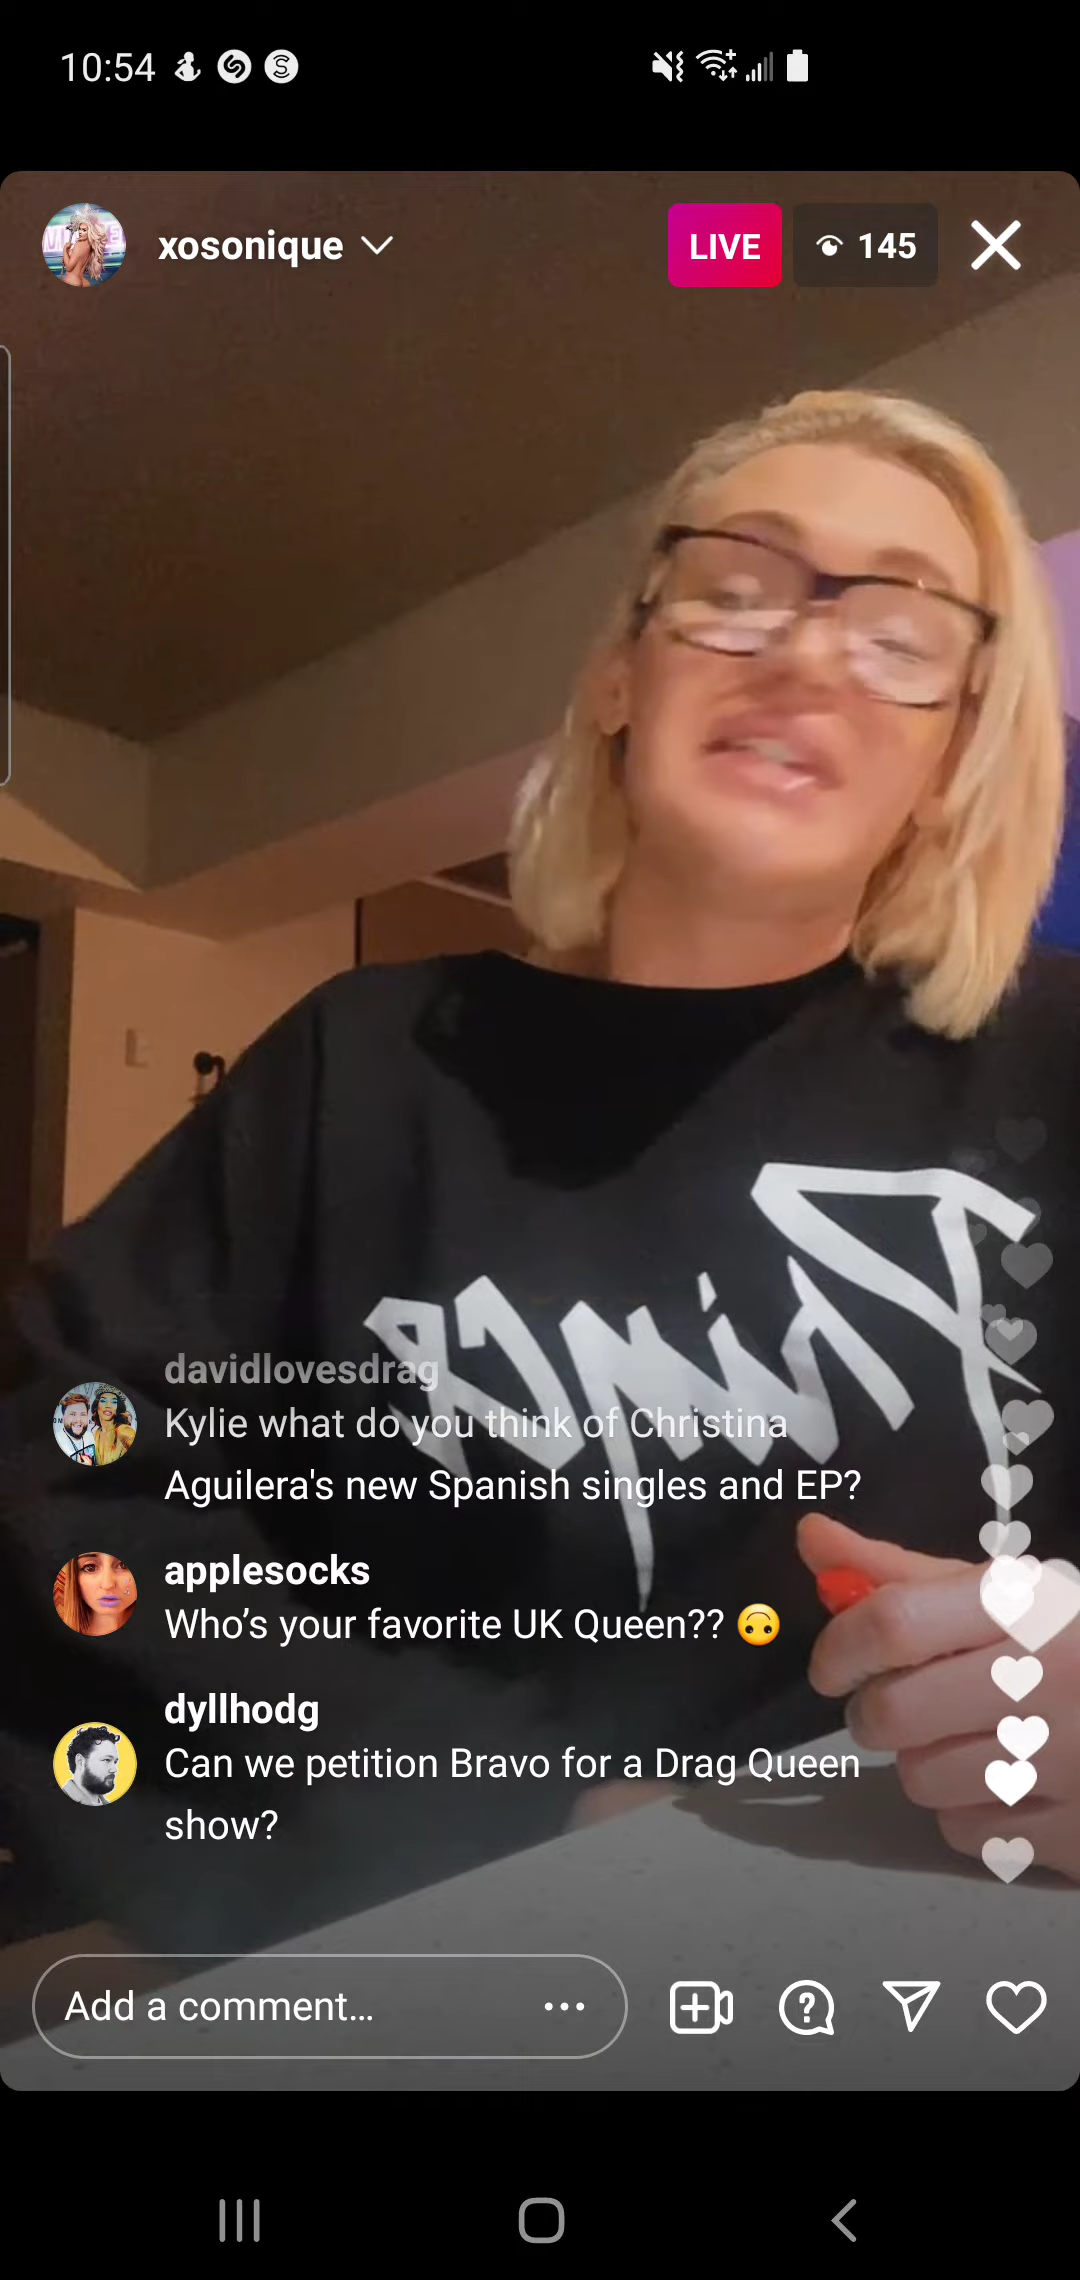 10:54
xosonique
LIVE
145
davidlovesdrag
Kylie what do you think of Christina
Aguilera's new Spanish singles and EP?
applesocks
Who's your favorite UK Queen?? 🙃
dyllhodg
Can we petition Bravo for a Drag Queen
show?
Add a comment...